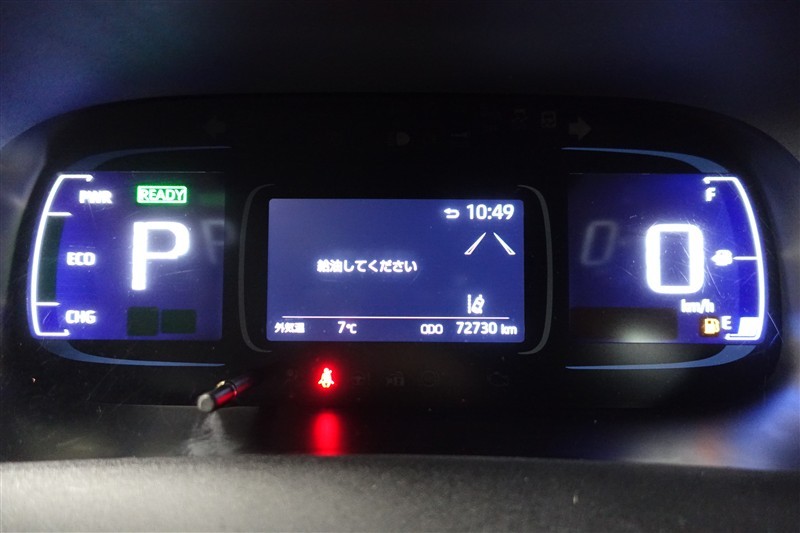 PWR
READY
P
ECO
CHG
10:49
給油してください
外気温 7℃ ODO 72730 km
F
0
km/h
E